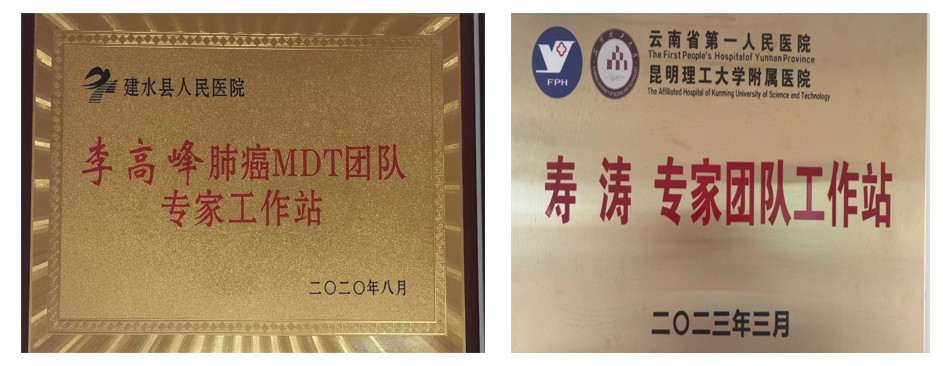 建水县人民医院
李高峰肺癌MDT团队
专家工作站
二〇二〇年八月
FPH
云南省第一人民医院
The First People's Hospitalof Yunnan Province
昆明理工大学附属医院
The Affiliated Hospital of Kunming University of Science and Technology
寿涛 专家团队工作站
二〇二三年三月